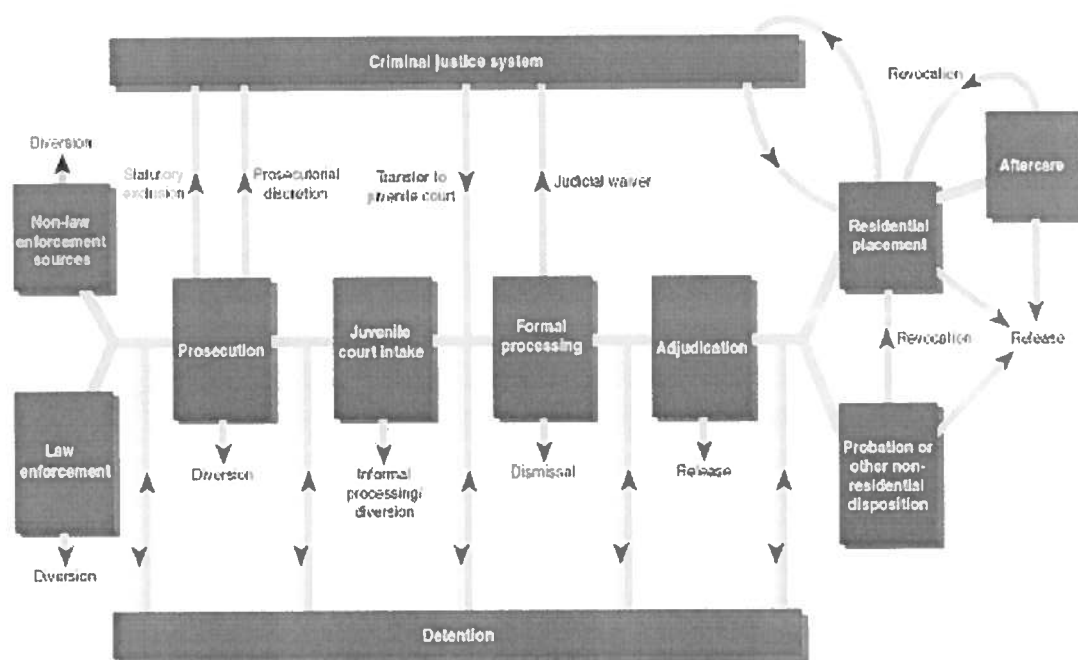 Criminal justice system
Revocation
Diversion
Aftercare
Statutory
exclusion
Prosecutorial
discretion
Transfer to
juvenile court
Judicial waiver
Non-law
enforcement
sources
Residential
placement
Prosecution
Juvenile
court intake
Formal
processing
Adjudication
Revocation
Release
Law
enforcement
Diversion
Informal
processing/
diversion
Dismissal
Release
Probation or
other non-
residential
disposition
Diversion
Detention